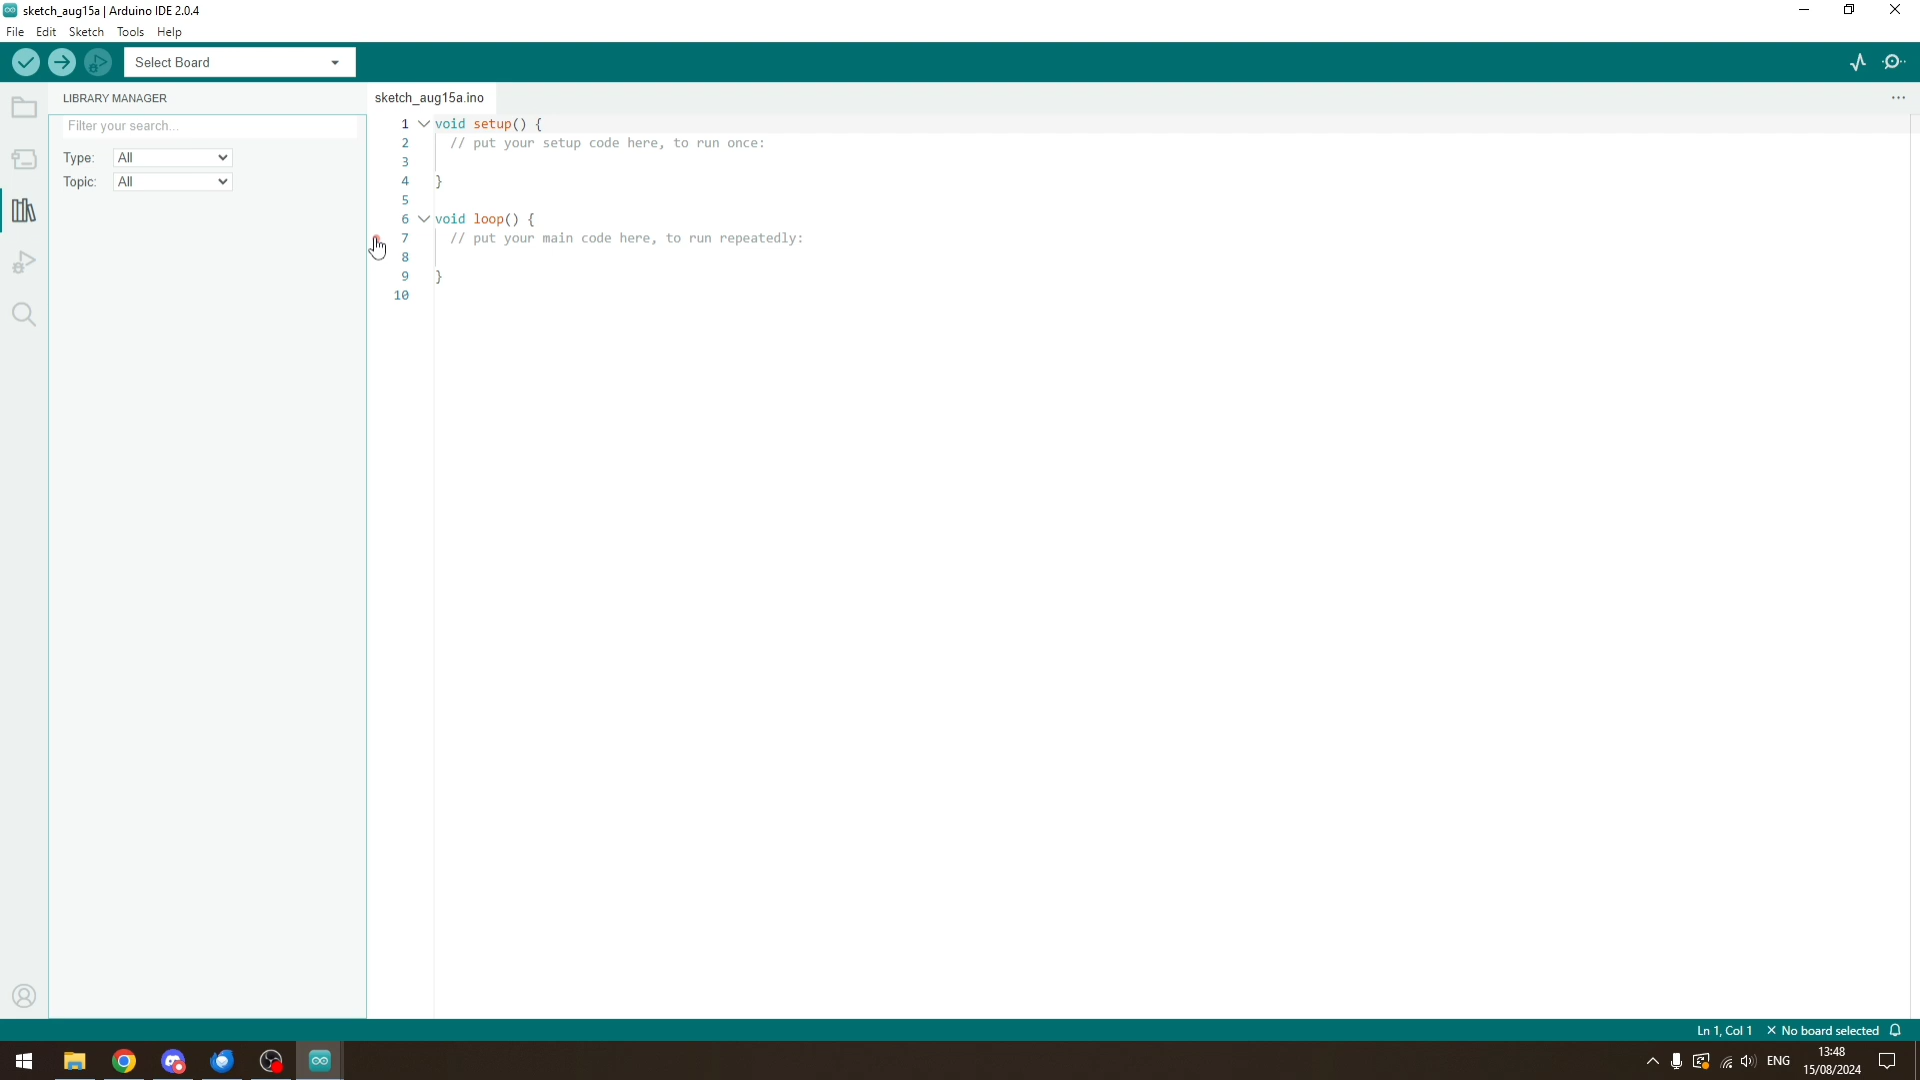 sketch_aug15a | Arduino IDE 2.0.4
File Edit Sketch Tools Help
Select Board
LIBRARY MANAGER
Filter your search...
Type: All
Topic: All
sketch_aug15a.ino
1 void setup() {
2 // put your setup code here, to run once:
3
4 }
5
6 void loop() {
7 // put your main code here, to run repeatedly:
8
9 }
10
Ln 1, Col 1 × No board selected
ENG
13:48
15/08/2024